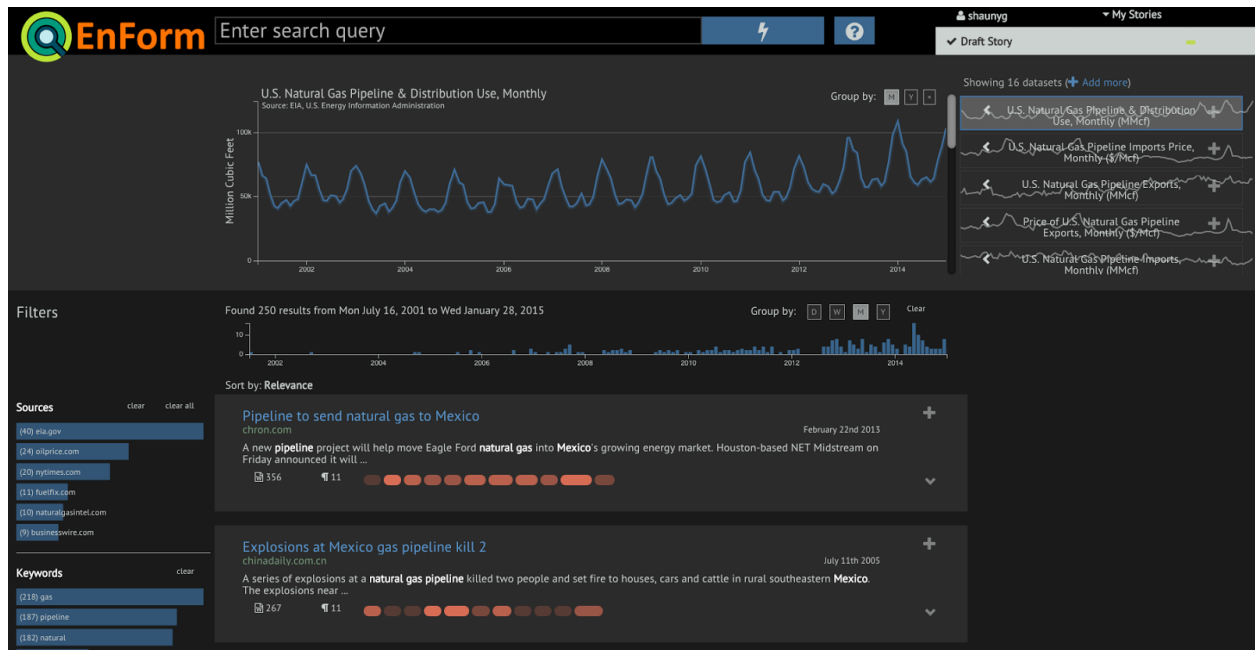 EnForm
Enter search query
?
shaunyg
My Stories
Draft Story
U.S. Natural Gas Pipeline & Distribution Use, Monthly
Source: EIA, U.S. Energy Information Administration
Group by: M Y *
Million Cubic Feet
100k
50k
0
2002 2004 2006 2008 2010 2012 2014
Showing 16 datasets (+ Add more)
U.S. Natural Gas Pipeline & Distribution
Use, Monthly (MMcf)
U.S. Natural Gas Pipeline Imports Price,
Monthly ($/Mcf)
U.S. Natural Gas Pipeline Exports,
Monthly (MMcf)
Price of U.S. Natural Gas Pipeline
Exports, Monthly ($/Mcf)
U.S. Natural Gas Pipeline Imports,
Monthly (MMcf)
Filters
Found 250 results from Mon July 16, 2001 to Wed January 28, 2015
Group by: D W M Y Clear
10
0
2002 2004 2006 2008 2010 2012 2014
Sort by: Relevance
Sources clear clear all
(40) eia.gov
(24) oilprice.com
(20) nytimes.com
(11) fuelfix.com
(10) naturalgasintel.com
(9) businesswire.com
Keywords clear
(218) gas
(187) pipeline
(182) natural
Pipeline to send natural gas to Mexico
chron.com
February 22nd 2013
A new pipeline project will help move Eagle Ford natural gas into Mexico's growing energy market. Houston-based NET Midstream on
Friday announced it will ...
356 ¶ 11
Explosions at Mexico gas pipeline kill 2
chinadaily.com.cn
July 11th 2005
A series of explosions at a natural gas pipeline killed two people and set fire to houses, cars and cattle in rural southeastern Mexico.
The explosions near ...
267 ¶ 11